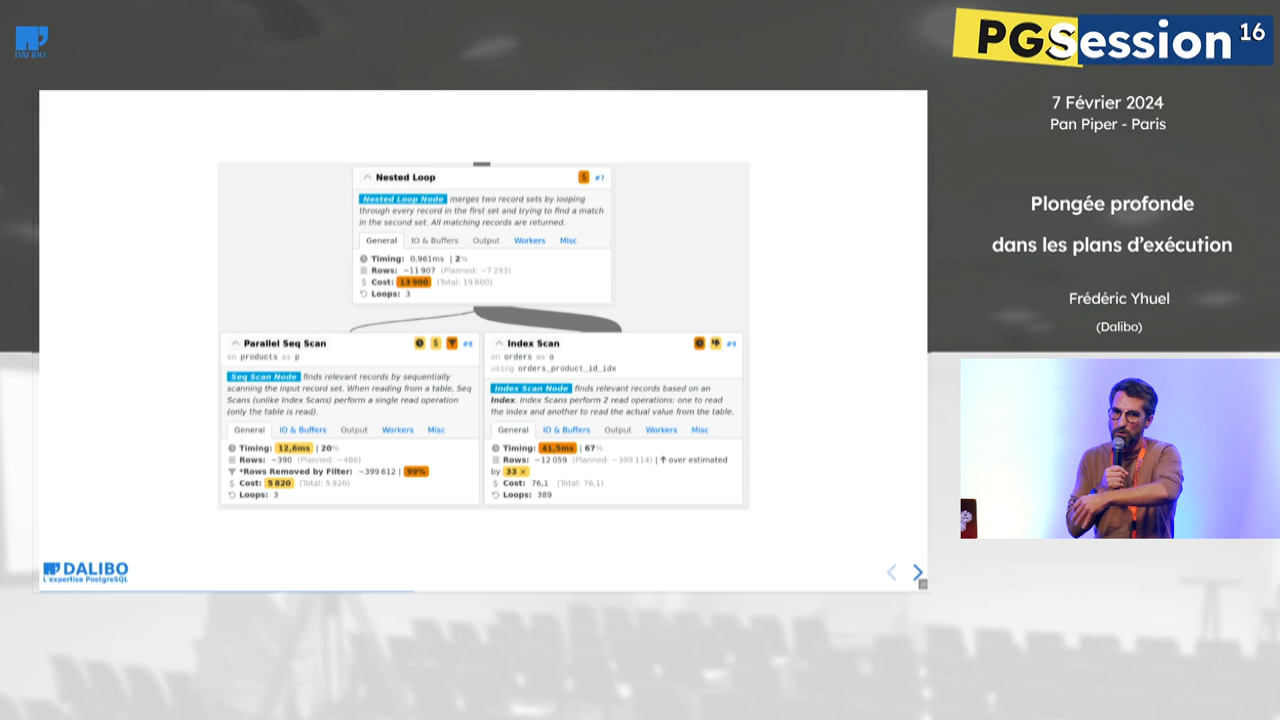 DALIBO
PGSession 16
7 Février 2024
Pan Piper - Paris
Plongée profonde
dans les plans d’exécution
Frédéric Yhuel
(Dalibo)
Nested Loop $ #7
Nested Loop Node merges two record sets by looping
through every record in the first set and trying to find a match
in the second set. All matching records are returned.
General IO & Buffers Output Workers Misc
Timing: 0.961ms | 2%
Rows: ~11 907 (Planned: ~7 293)
$ Cost: 13 900 (Total: 19 800)
Loops: 3
Parallel Seq Scan $ #8
on products as p
Seq Scan Node finds relevant records by sequentially
scanning the input record set. When reading from a table, Seq
Scans (unlike Index Scans) perform a single read operation
(only the table is read).
General IO & Buffers Output Workers Misc
Timing: 12,6ms | 20%
Rows: ~390 (Planned: ~486)
*Rows Removed by Filter: ~399 612 | 99%
$ Cost: 5 820 (Total: 5 820)
Loops: 3
Index Scan #9
on orders as o
using orders_product_id_idx
Index Scan Node finds relevant records based on an
Index. Index Scans perform 2 read operations: one to read
the index and another to read the actual value from the table.
General IO & Buffers Output Workers Misc
Timing: 41,5ms | 67%
Rows: ~12 059 (Planned: ~399 114) | ↑ over estimated
by 33 ×
$ Cost: 76,1 (Total: 76,1)
Loops: 389
DALIBO
L'expertise PostgreSQL